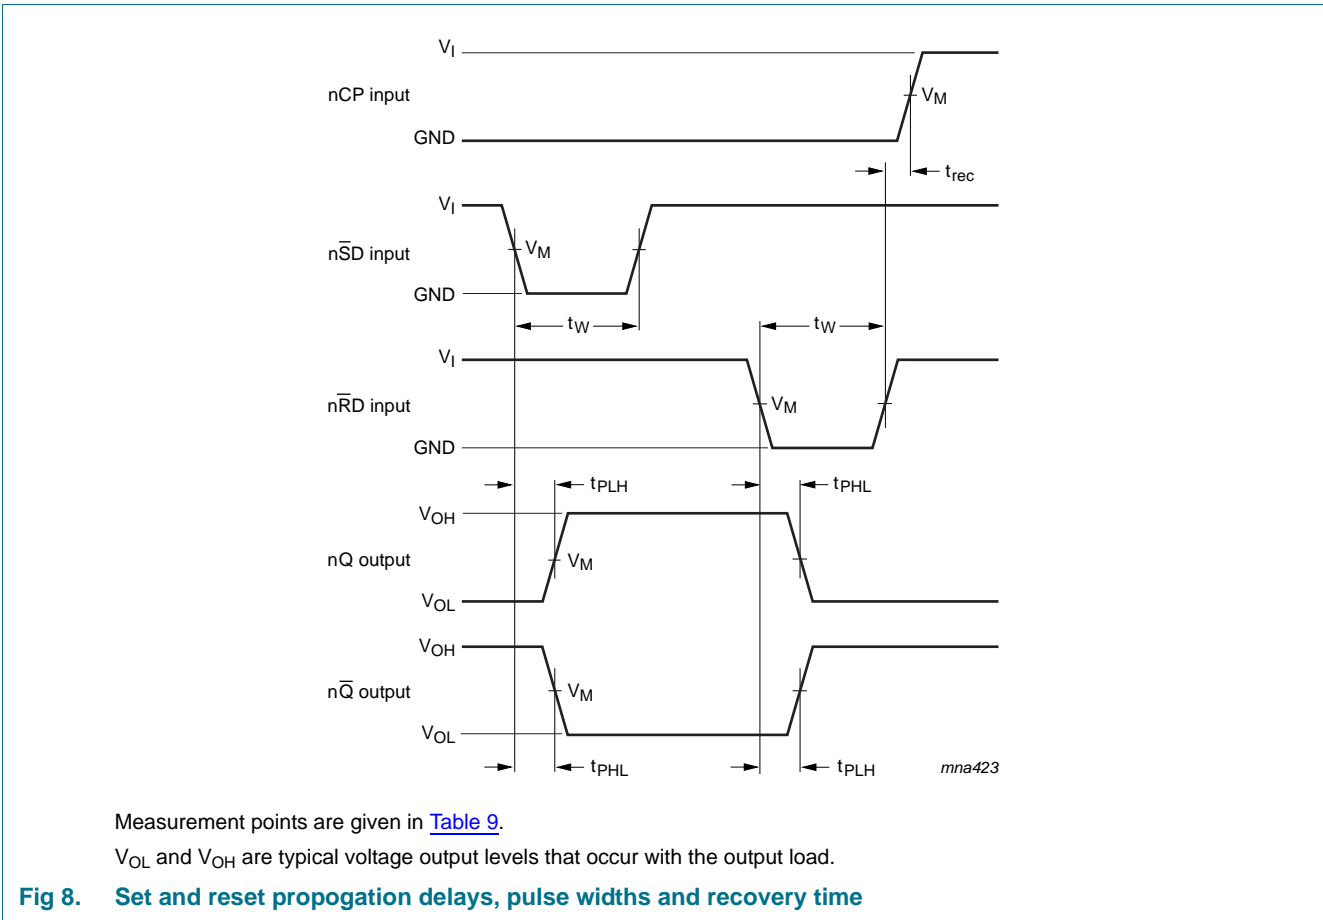 VI
nCP input
VM
GND
trec
VI
nS̅D input
VM
GND
tW
tW
VI
nR̅D input
VM
GND
tPLH
tPHL
VOH
nQ output
VM
VOL
VOH
nQ̅ output
VM
VOL
tPHL
tPLH
mna423
Measurement points are given in Table 9.
VOL and VOH are typical voltage output levels that occur with the output load.
Fig 8. Set and reset propogation delays, pulse widths and recovery time